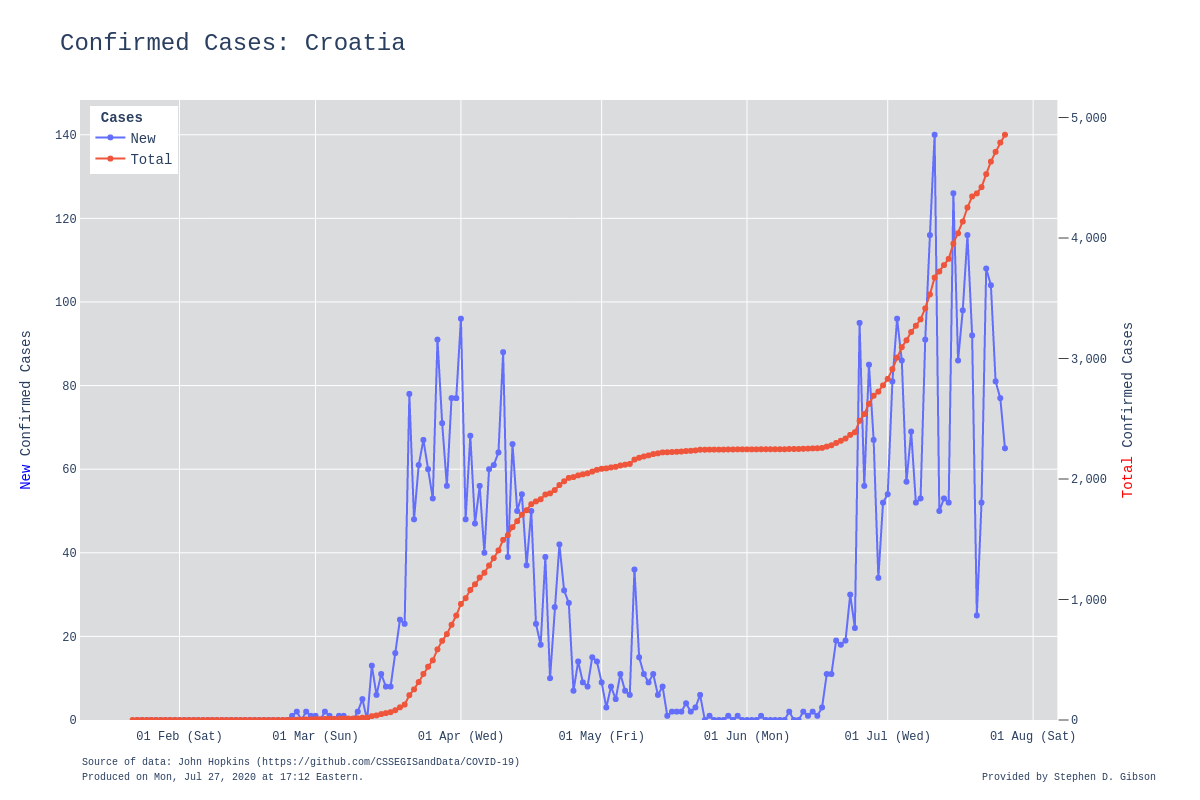 Confirmed Cases: Croatia
Cases
New
Total
140
120
100
80
60
40
20
0
5,000
4,000
3,000
2,000
1,000
0
New Confirmed Cases
Total Confirmed Cases
01 Feb (Sat) 01 Mar (Sun) 01 Apr (Wed) 01 May (Fri) 01 Jun (Mon) 01 Jul (Wed) 01 Aug (Sat)
Source of data: John Hopkins (https://github.com/CSSEGISandData/COVID-19)
Produced on Mon, Jul 27, 2020 at 17:12 Eastern.
Provided by Stephen D. Gibson